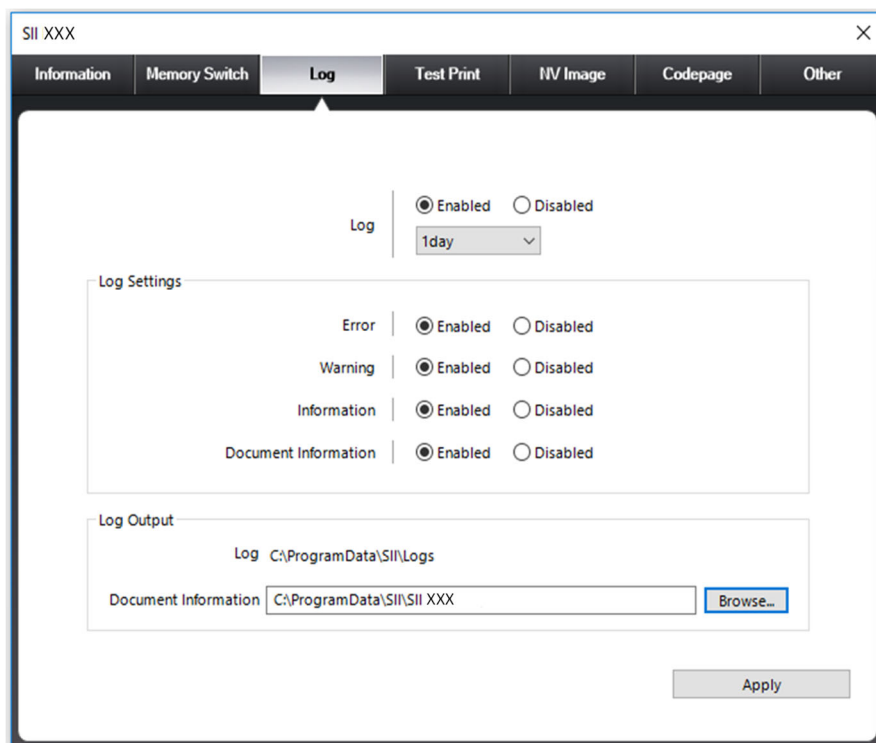 SII XXX
Information Memory Switch Log Test Print NV Image Codepage Other
Log Enabled Disabled
1day
Log Settings
Error Enabled Disabled
Warning Enabled Disabled
Information Enabled Disabled
Document Information Enabled Disabled
Log Output
Log C:\ProgramData\SII\Logs
Document Information C:\ProgramData\SII\SII XXX Browse...
Apply